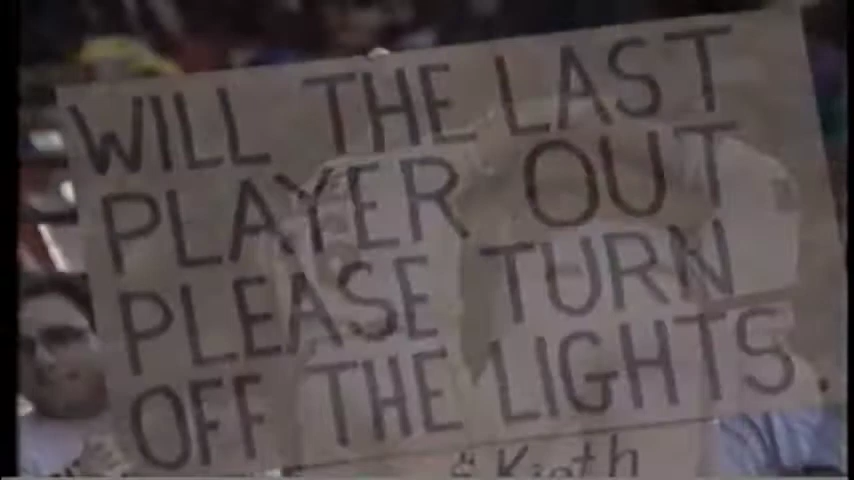 WILL THE LAST
PLAYER OUT
PLEASE TURN
OFF THE LIGHTS.